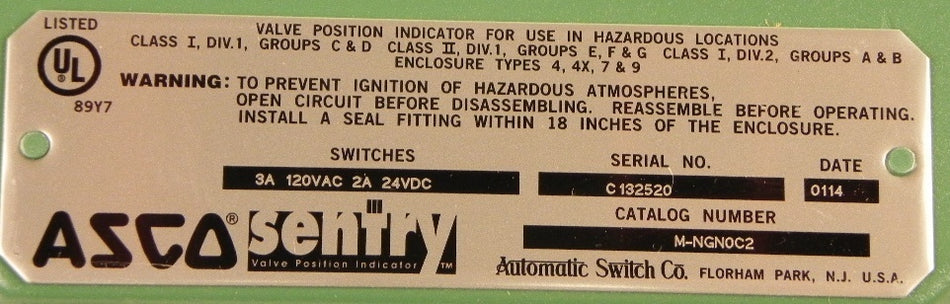 LISTED
UL
®
89Y7
VALVE POSITION INDICATOR FOR USE IN HAZARDOUS LOCATIONS
CLASS I, DIV.1, GROUPS C & D CLASS II, DIV.1, GROUPS E, F & G CLASS I, DIV.2, GROUPS A & B
ENCLOSURE TYPES 4, 4X, 7 & 9
WARNING: TO PREVENT IGNITION OF HAZARDOUS ATMOSPHERES,
OPEN CIRCUIT BEFORE DISASSEMBLING. REASSEMBLE BEFORE OPERATING.
INSTALL A SEAL FITTING WITHIN 18 INCHES OF THE ENCLOSURE.
SWITCHES
3A 120VAC 2A 24VDC
SERIAL NO.
C132520
DATE
0114
CATALOG NUMBER
M-NGN0C2
ASCO® sentry
Valve Position Indicator ™
Automatic Switch Co. FLORHAM PARK, N.J. U.S.A.